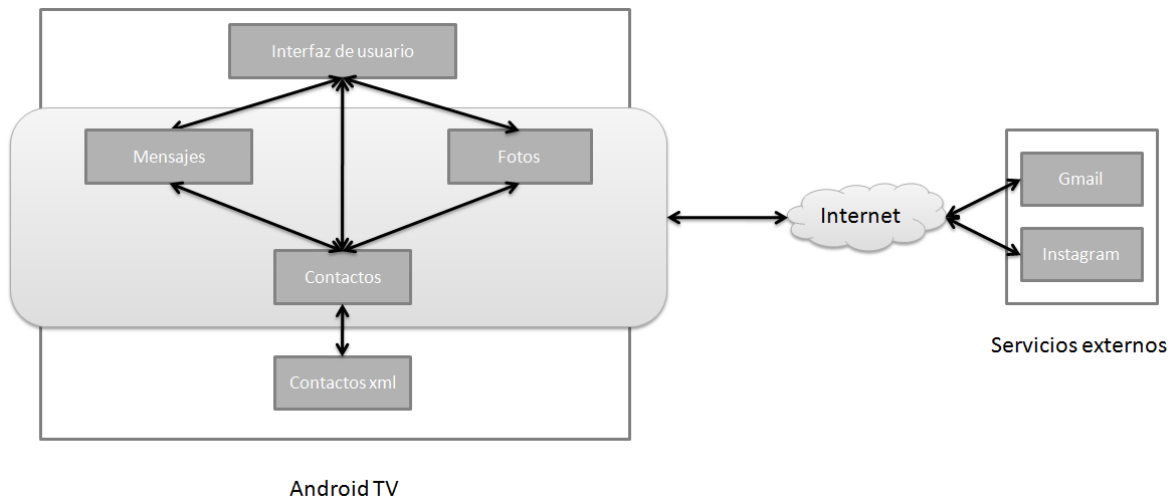 Interfaz de usuario
Mensajes
Fotos
Contactos
Contactos xml
Android TV
Internet
Gmail
Instagram
Servicios externos